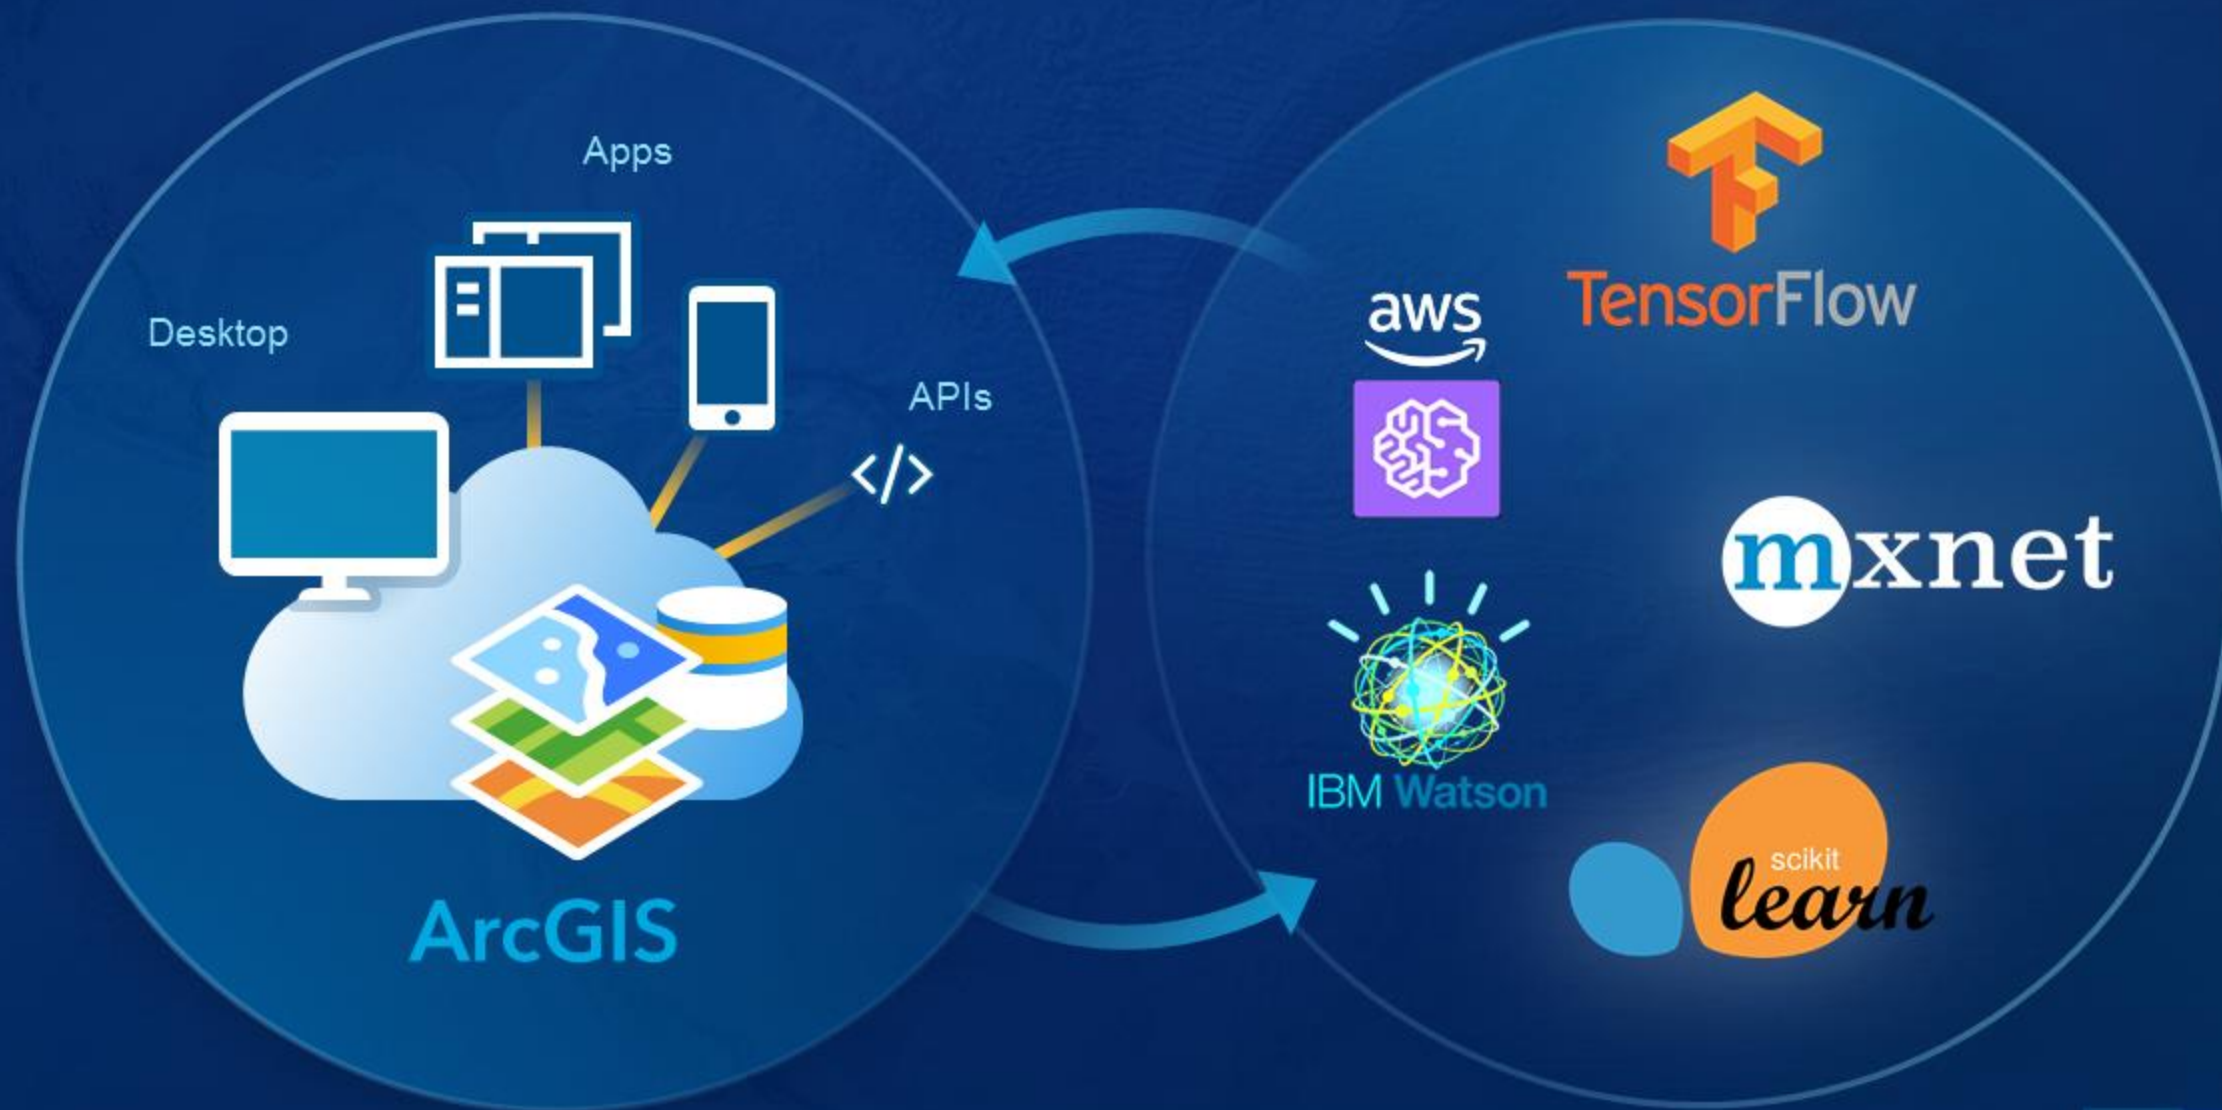 Apps
Desktop
APIs
</>
ArcGIS
TensorFlow
aws
mxnet
IBM Watson
scikit
learn